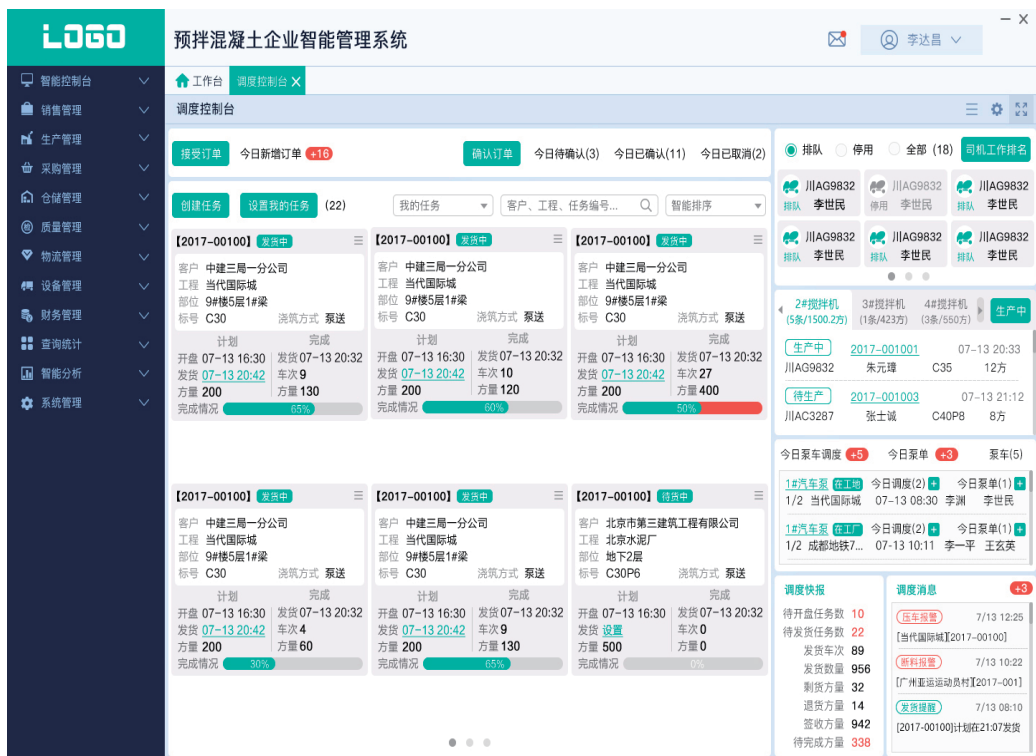 LOGO
预拌混凝土企业智能管理系统
李达昌
智能控制台
销售管理
生产管理
采购管理
仓储管理
质量管理
物流管理
设备管理
财务管理
查询统计
智能分析
系统管理
工作台 调度控制台 X
调度控制台
接受订单 今日新增订单 +16 确认订单 今日待确认(3) 今日已确认(11) 今日已取消(2)
创建任务 设置我的任务 (22) 我的任务 客户、工程、任务编号... 智能排序
【2017-00100】 发货中
客户 中建三局一分公司
工程 当代国际城
部位 9#楼5层1#梁
标号 C30 浇筑方式 泵送
计划 完成
开盘 07-13 16:30 发货 07-13 20:32
发货 07-13 20:42 车次 9
方量 200 方量 130
完成情况 65%
【2017-00100】 发货中
客户 中建三局一分公司
工程 当代国际城
部位 9#楼5层1#梁
标号 C30 浇筑方式 泵送
计划 完成
开盘 07-13 16:30 发货 07-13 20:32
发货 07-13 20:42 车次 10
方量 200 方量 120
完成情况 60%
【2017-00100】 发货中
客户 中建三局一分公司
工程 当代国际城
部位 9#楼5层1#梁
标号 C30 浇筑方式 泵送
计划 完成
开盘 07-13 16:30 发货 07-13 20:32
发货 07-13 20:42 车次 27
方量 200 方量 400
完成情况 50%
【2017-00100】 发货中
客户 中建三局一分公司
工程 当代国际城
部位 9#楼5层1#梁
标号 C30 浇筑方式 泵送
计划 完成
开盘 07-13 16:30 发货 07-13 20:32
发货 07-13 20:42 车次 4
方量 200 方量 60
完成情况 30%
【2017-00100】 发货中
客户 中建三局一分公司
工程 当代国际城
部位 9#楼5层1#梁
标号 C30 浇筑方式 泵送
计划 完成
开盘 07-13 16:30 发货 07-13 20:32
发货 07-13 20:42 车次 9
方量 200 方量 130
完成情况 65%
【2017-00100】 待货中
客户 北京市第三建筑工程有限公司
工程 北京水泥厂
部位 地下2层
标号 C30P6 浇筑方式 泵送
计划 完成
开盘 07-13 16:30 发货 07-13 20:32
发货 设置 车次 0
方量 500 方量 0
完成情况 0%
排队 停用 全部 (18) 司机工作排名
川AG9832 川AG9832 川AG9832
排队 李世民 停用 李世民 排队 李世民
川AG9832 川AG9832 川AG9832
排队 李世民 排队 李世民 排队 李世民
2#搅拌机 3#搅拌机 4#搅拌机 生产中
(5条/1500.2方) (1条/423方) (3条/550方)
生产中 2017-001001 07-13 20:33
川AG9832 朱元璋 C35 12方
待生产 2017-001003 07-13 21:12
川AC3287 张士诚 C40P8 8方
今日泵车调度 +5 今日泵单 +3 泵车(5)
1#汽车泵 在工地 今日调度(2) + 今日泵单(1) +
1/2 当代国际城 07-13 08:30 李渊 李世民
1#汽车泵 在工厂 今日调度(2) + 今日泵单(1) +
1/2 成都地铁7... 07-13 10:11 李一平 王玄英
调度快报
待开盘任务数 10
待发货任务数 22
发货车次 89
发货数量 956
剩货方量 32
退货方量 14
签收方量 942
待完成方量 338
调度消息 +3
压车报警 7/13 12:25
[当代国际城][2017-00100]
断料报警 7/13 10:22
[广州亚运运动员村][2017-001]
发货提醒 7/13 08:10
[2017-00100]计划在21:07发货